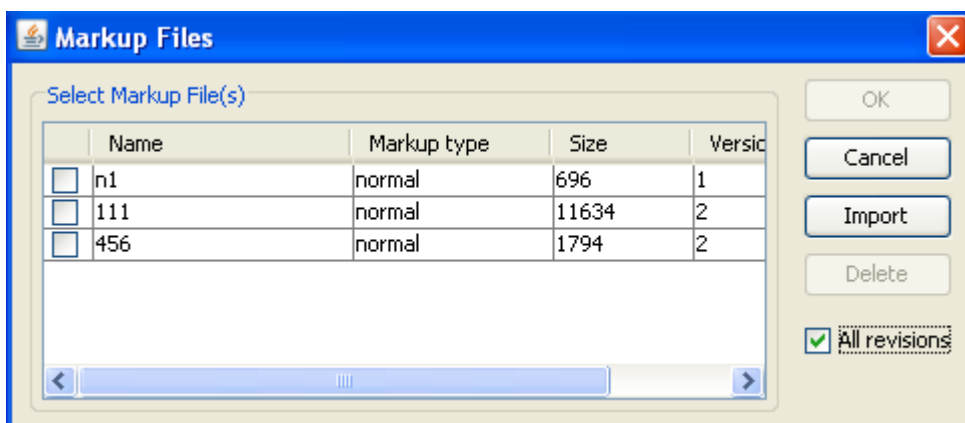 Markup Files
Select Markup File(s)
Name Markup type Size Versic
n1 normal 696 1
111 normal 11634 2
456 normal 1794 2
OK
Cancel
Import
Delete
All revisions